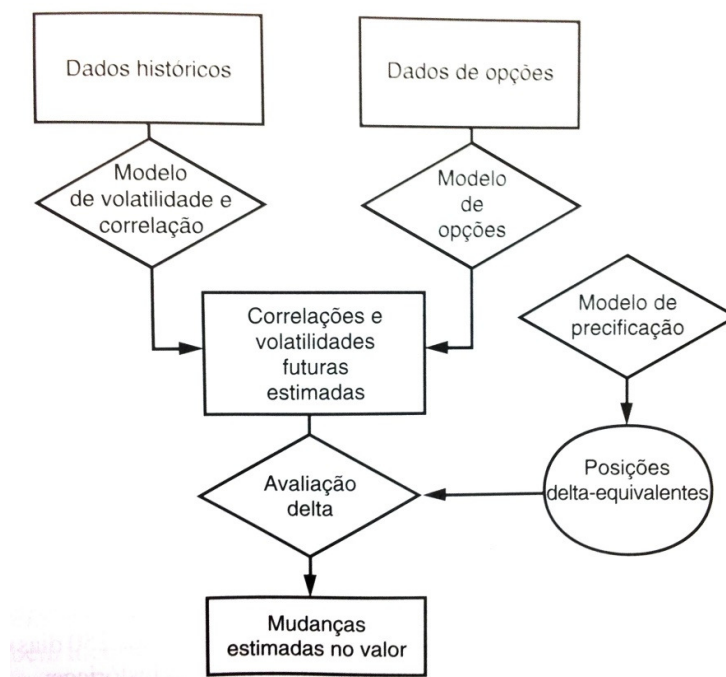 Dados históricos
Dados de opções
Modelo
de volatilidade e
correlação
Modelo
de
opções
Correlações e
volatilidades
futuras
estimadas
Modelo de
precificação
Avaliação
delta
Posições
delta-equivalentes
Mudanças
estimadas no valor